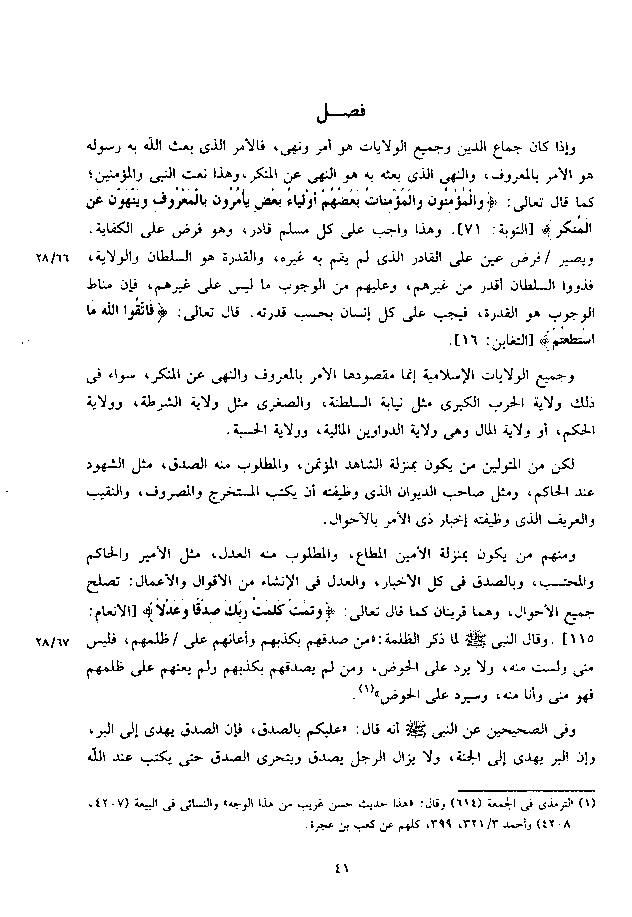 فصــل
وإذا كان جماع الدين وجميع الولايات هو أمر ونهى، فالأمر الذى بعث الله به رسوله
هو الأمر بالمعروف، والنهى الذى بعثه به هو النهى عن المنكر، وهذا نعت النبى والمؤمنين؛
كما قال تعالى: ﴿ وَالْمُؤْمِنُونَ وَالْمُؤْمِنَاتُ بَعْضُهُمْ أَوْلِيَاءُ بَعْضٍ يَأْمُرُونَ بِالْمَعْرُوفِ وَيَنْهَوْنَ عَنِ
الْمُنكَرِ ﴾ [التوبة: ٧١]. وهذا واجب على كل مسلم قادر، وهو فرض على الكفاية.
ويصير / فرض عين على القادر الذى لم يقم به غيره، والقدرة هو السلطان والولاية،
٢٨/٦٦
فذووا السلطان أقدر من غيرهم، وعليهم من الوجوب ما ليس على غيرهم، فإن مناط
الوجوب هو القدرة، فيجب على كل إنسان بحسب قدرته. قال تعالى: ﴿ فَاتَّقُوا اللَّهَ مَا
اسْتَطَعْتُمْ ﴾ [التغابن: ١٦].
وجميع الولايات الإسلامية إنما مقصودها الأمر بالمعروف والنهى عن المنكر، سواء فى
ذلك ولاية الحرب الكبرى مثل نيابة السلطنة، والصغرى مثل ولاية الشرطة، وولاية
الحكم، أو ولاية المال وهى ولاية الدواوين المالية، وولاية الحسبة.
لكن من المتولين من يكون بمنزلة الشاهد المؤتمن، والمطلوب منه الصدق، مثل الشهود
عند الحاكم، ومثل صاحب الديوان الذى وظيفته أن يكتب المستخرج والمصروف، والنقيب
والعريف الذى وظيفته إخبار ذى الأمر بالأحوال.
ومنهم من يكون بمنزلة الأمين المطاع، والمطلوب منه العدل، مثل الأمير والحاكم
والمحتسب، وبالصدق فى كل الأخبار، والعدل فى الإنشاء من الأقوال والأعمال: تصلح
جميع الأحوال، وهما قرينان كما قال تعالى: ﴿ وَتَمَّتْ كَلِمَتُ رَبِّكَ صِدْقًا وَعَدْلًا ﴾ [الأنعام:
١١٥]. وقال النبى ﷺ لما ذكر الظلمة: «من صدقهم بكذبهم وأعانهم على / ظلمهم، فليس
٢٨/٦٧
منى ولست منه، ولا يرد على الحوض، ومن لم يصدقهم بكذبهم ولم يعنهم على ظلمهم
فهو منى وأنا منه، وسيرد على الحوض»(١).
وفى الصحيحين عن النبى ﷺ أنه قال: «عليكم بالصدق، فإن الصدق يهدى إلى البر،
وإن البر يهدى إلى الجنة، ولا يزال الرجل يصدق ويتحرى الصدق حتى يكتب عند الله
(١) الترمذى فى الجمعة (٦١٤) وقال: «هذا حديث حسن غريب من هذا الوجه» والنسائى فى البيعة (٤٢٠٧،
٤٢٠٨) وأحمد ٣/ ٣٢١، ٣٩٩، كلهم عن كعب بن عجرة.
٤١